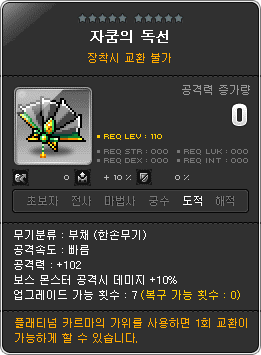 자쿰의 독선
장착시 교환 불가
공격력 증가량
0
REQ LEV : 110
REQ STR : 000 REQ LUK : 000
REQ DEX : 000 REQ INT : 000
0 + 10 % 0
초보자 전사 마법사 궁수 도적 해적
무기분류 : 부채 (한손무기)
공격속도 : 빠름
공격력 : +102
보스 몬스터 공격시 데미지 +10%
업그레이드 가능 횟수 : 7 (복구 가능 횟수 : 0)
플래티넘 카르마의 가위를 사용하면 1회 교환이
가능하게 할 수 있습니다.